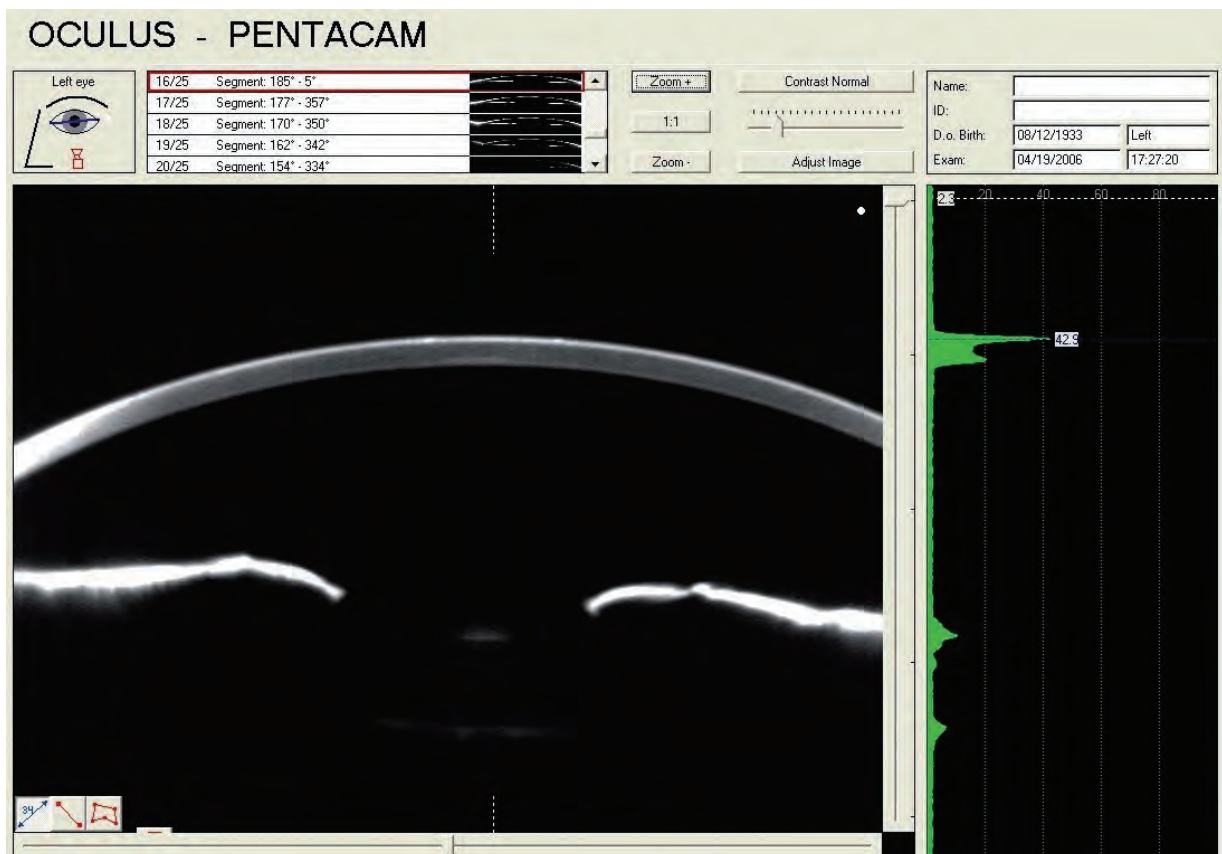 OCULUS - PENTACAM
Left eye
16/25 Segment: 185° - 5°
17/25 Segment: 177° - 357°
18/25 Segment: 170° - 350°
19/25 Segment: 162° - 342°
20/25 Segment: 154° - 334°
Zoom +
1:1
Zoom -
Contrast Normal
Adjust Image
Name:
ID:
D.o. Birth: 08/12/1933 Left
Exam: 04/19/2006 17:27:20
2.3 20 40 60 80
42.9
34